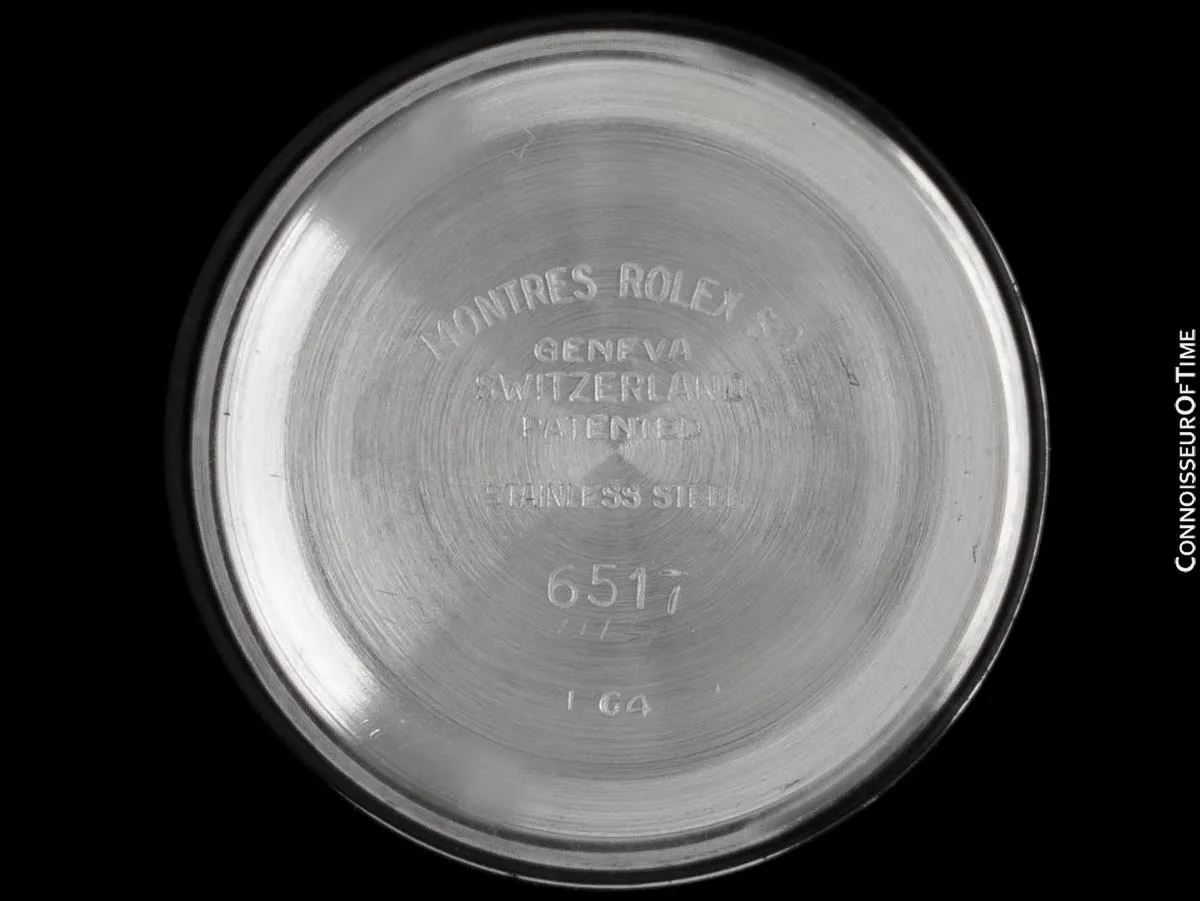 MONTRES ROLEX S.A.
GENEVA
SWITZERLAND
PATENTED
STAINLESS STEEL
6517
I 64
CONNOISSEUROFTIME